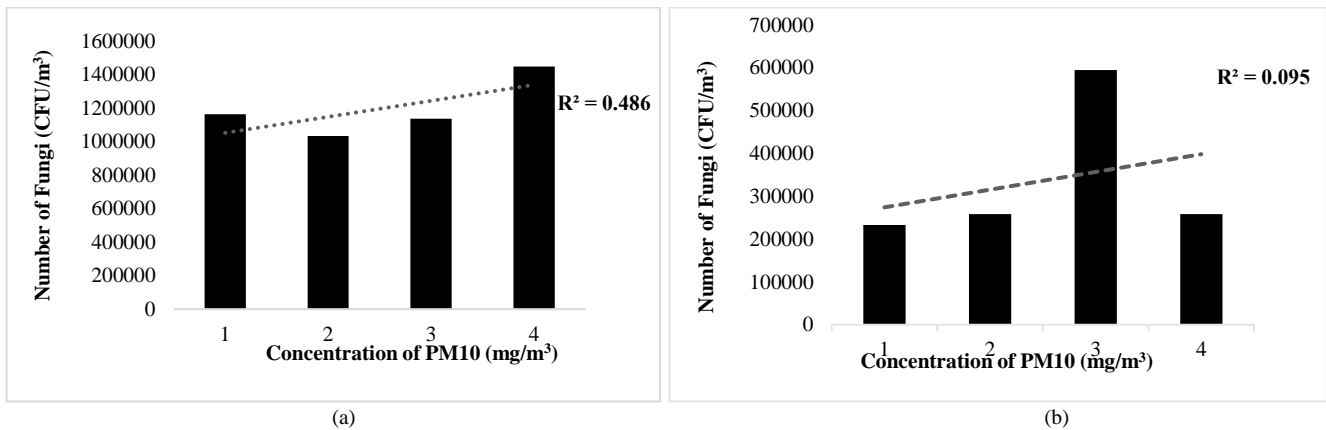 1600000
1400000
1200000
1000000
800000
600000
400000
200000
0
Number of Fungi (CFU/m³)
R² = 0.486
1 2 3 4
Concentration of PM10 (mg/m³)
(a)
700000
600000
500000
400000
300000
200000
100000
0
Number of Fungi (CFU/m³)
R² = 0.095
1 2 3 4
Concentration of PM10 (mg/m³)
(b)